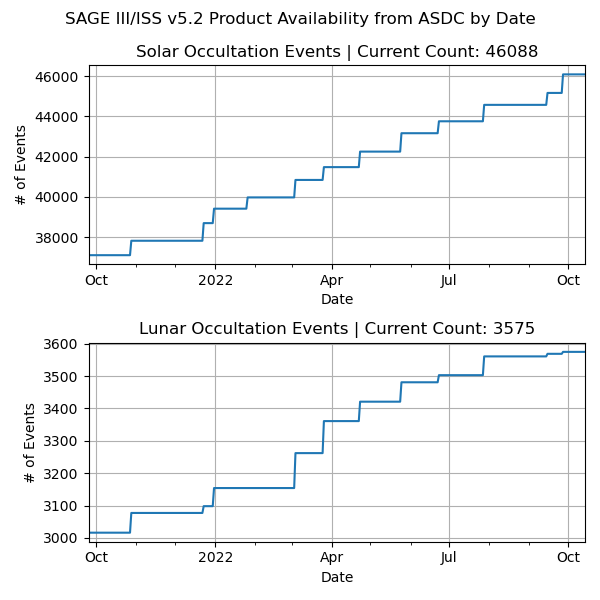 SAGE III/ISS v5.2 Product Availability from ASDC by Date
Solar Occultation Events | Current Count: 46088
46000
44000
42000
40000
38000
# of Events
Oct 2022 Apr Jul Oct
Date
Lunar Occultation Events | Current Count: 3575
3600
3500
3400
3300
3200
3100
3000
# of Events
Oct 2022 Apr Jul Oct
Date